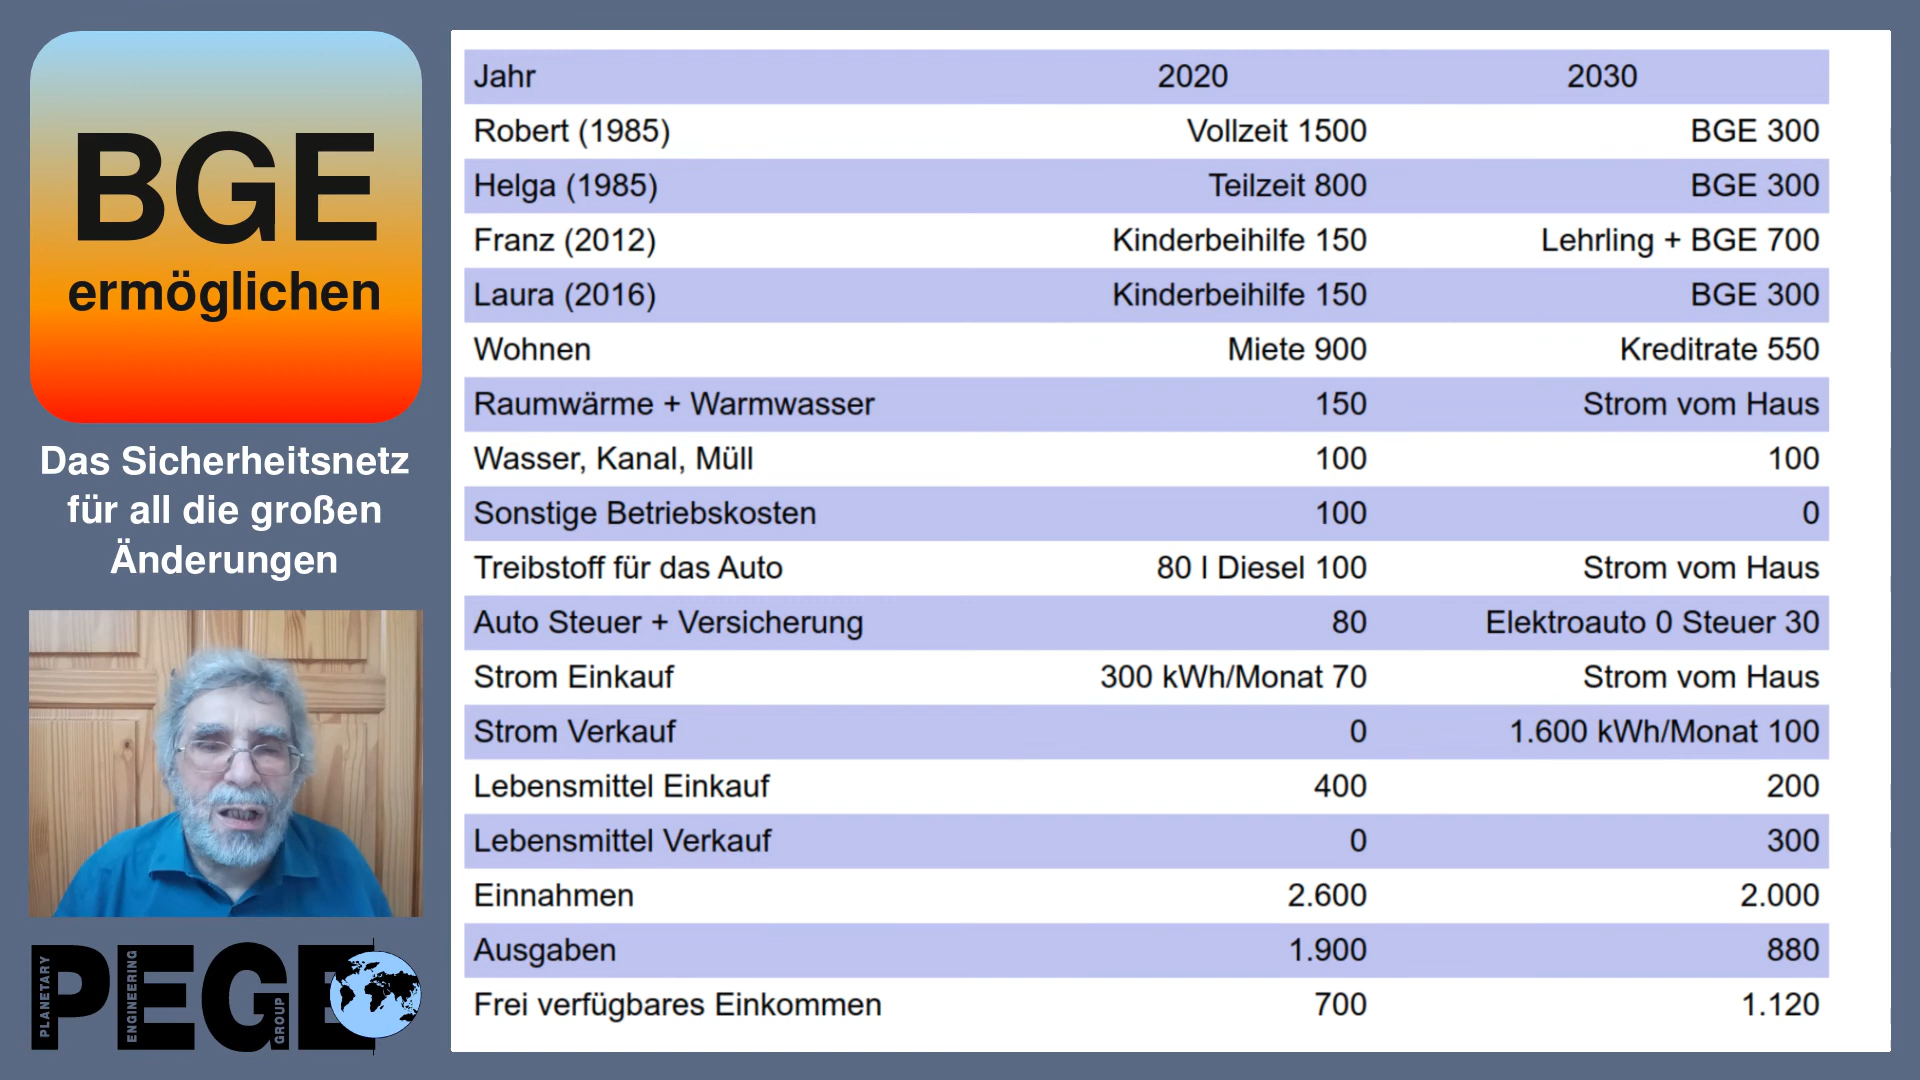 BGE
ermöglichen
Das Sicherheitsnetz
für all die großen
Änderungen
PEGE
PLANETARY
ENGINEERING
GROUP
Jahr 2020 2030
Robert (1985) Vollzeit 1500 BGE 300
Helga (1985) Teilzeit 800 BGE 300
Franz (2012) Kinderbeihilfe 150 Lehrling + BGE 700
Laura (2016) Kinderbeihilfe 150 BGE 300
Wohnen Miete 900 Kreditrate 550
Raumwärme + Warmwasser 150 Strom vom Haus
Wasser, Kanal, Müll 100 100
Sonstige Betriebskosten 100 0
Treibstoff für das Auto 80 l Diesel 100 Strom vom Haus
Auto Steuer + Versicherung 80 Elektroauto 0 Steuer 30
Strom Einkauf 300 kWh/Monat 70 Strom vom Haus
Strom Verkauf 0 1.600 kWh/Monat 100
Lebensmittel Einkauf 400 200
Lebensmittel Verkauf 0 300
Einnahmen 2.600 2.000
Ausgaben 1.900 880
Frei verfügbares Einkommen 700 1.120